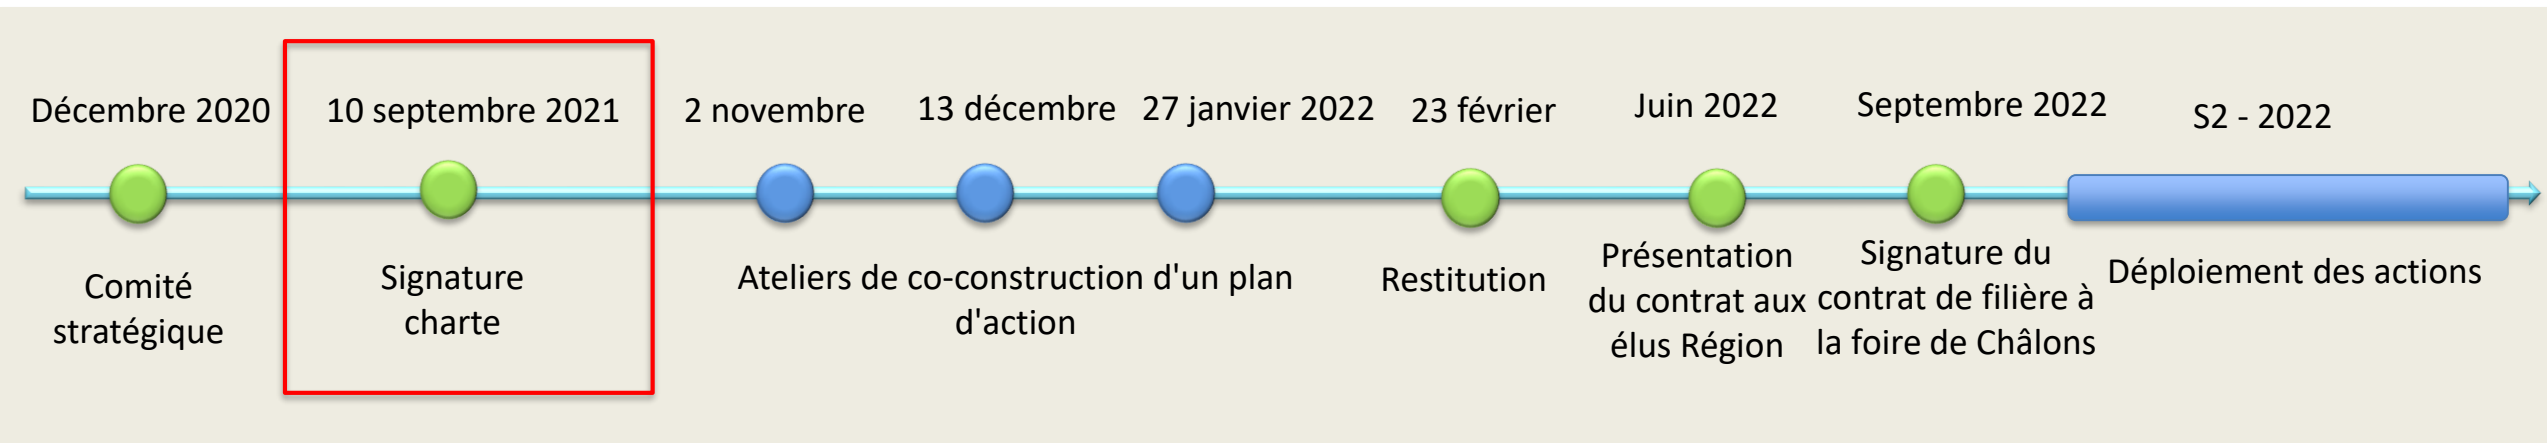 Décembre 2020
10 septembre 2021
2 novembre
13 décembre
27 janvier 2022
23 février
Juin 2022
Septembre 2022
S2 - 2022
Comité
stratégique
Signature
charte
Ateliers de co-construction d'un plan
d'action
Restitution
Présentation
du contrat aux
élus Région
Signature du
contrat de filière à
la foire de Châlons
Déploiement des actions